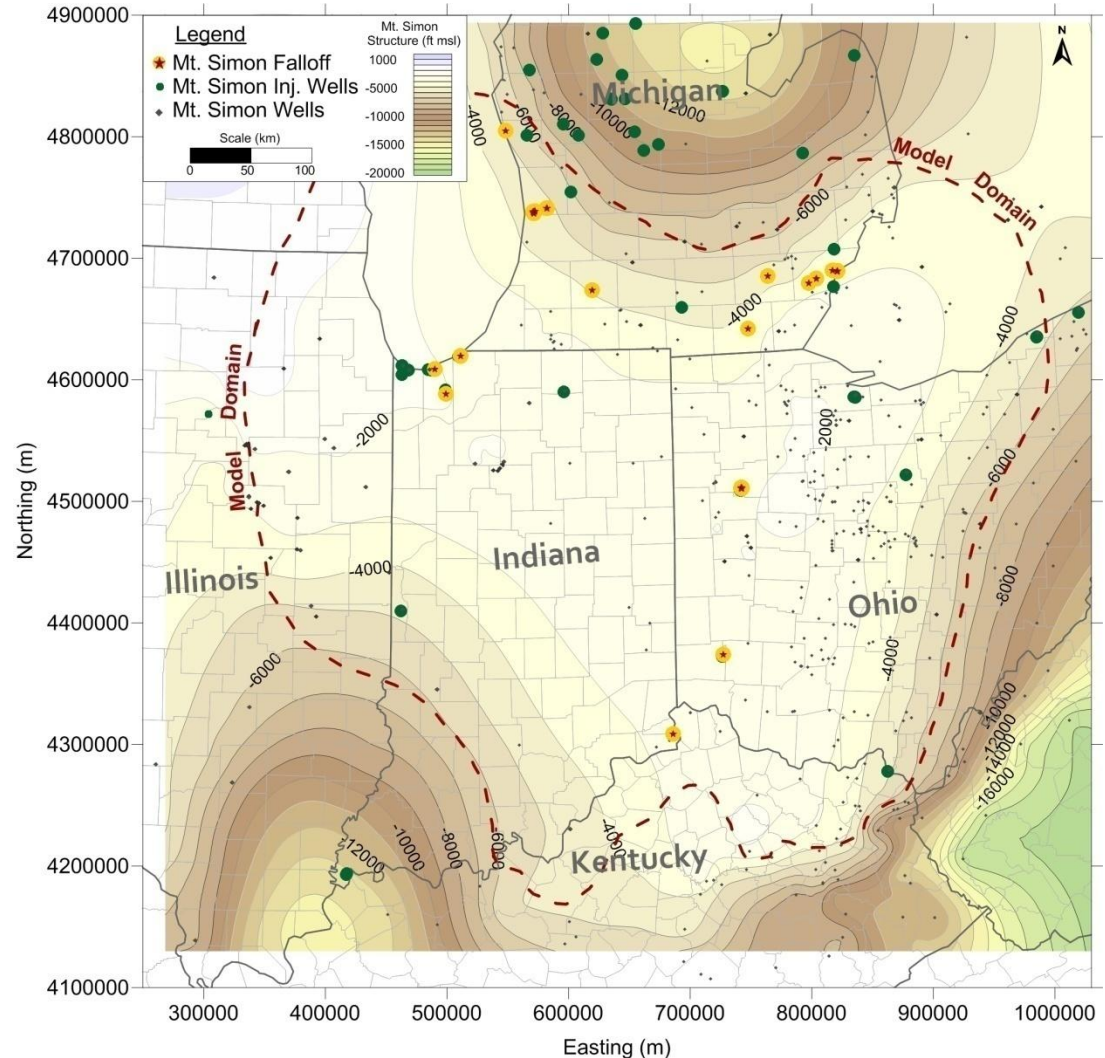 Legend
Mt. Simon Falloff
Mt. Simon Inj. Wells
Mt. Simon Wells
Scale (km)
0 50 100
Mt. Simon
Structure (ft msl)
1000
-5000
-10000
-15000
-20000
N
4900000
4800000
4700000
4600000
4500000
4400000
4300000
4200000
4100000
Northing (m)
300000 400000 500000 600000 700000 800000 900000 1000000
Easting (m)
Michigan
-4000
-6000
-8000
-10000
-12000
-6000
-4000
Model Domain
-4000
Model Domain
-2000
-4000
-6000
Illinois
Indiana
Ohio
2000
-4000
-6000
-8000
-10000
-12000
-14000
-16000
Kentucky
-4000
-6000
-8000
-10000
-12000